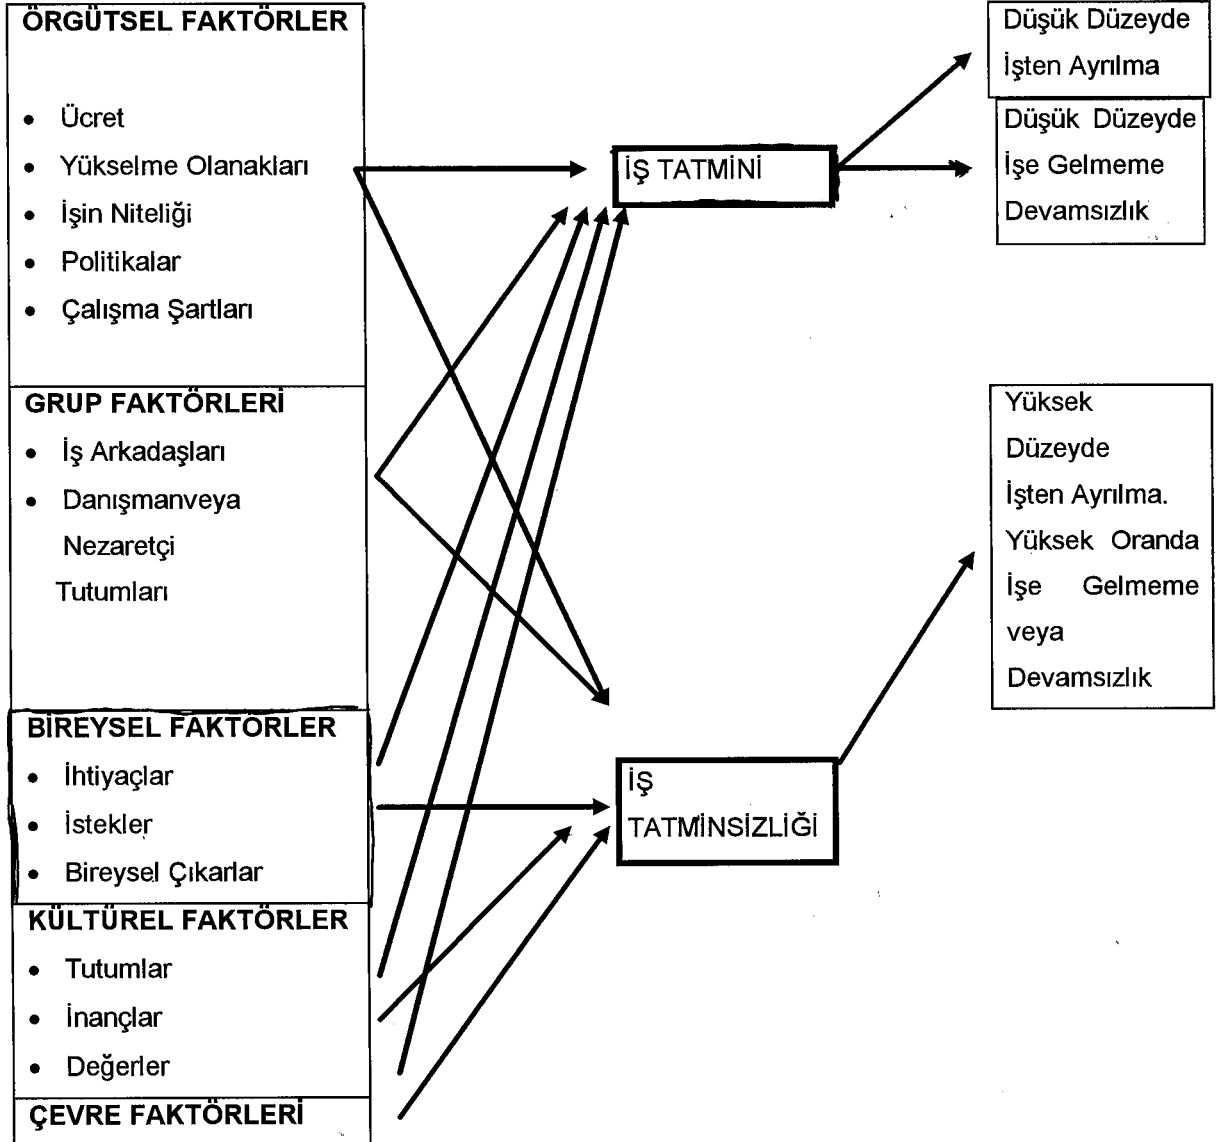 ÖRGÜTSEL FAKTÖRLER
• Ücret
• Yükselme Olanakları
• İşin Niteliği
• Politikalar
• Çalışma Şartları
GRUP FAKTÖRLERİ
• İş Arkadaşları
• Danışmanveya
Nezaretçi
Tutumları
BİREYSEL FAKTÖRLER
• İhtiyaçlar
• İstekler
• Bireysel Çıkarlar
KÜLTÜREL FAKTÖRLER
• Tutumlar
• İnançlar
• Değerler
ÇEVRE FAKTÖRLERİ
İŞ TATMİNİ
İŞ
TATMİNSİZLİĞİ
Düşük Düzeyde
İşten Ayrılma
Düşük Düzeyde
İşe Gelmeme
Devamsızlık
Yüksek
Düzeyde
İşten Ayrılma.
Yüksek Oranda
İşe Gelmeme
veya
Devamsızlık